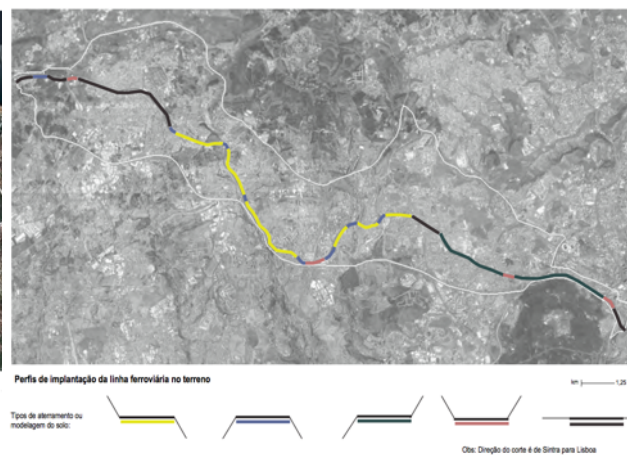 Perfis de implantação da linha ferroviária no terreno
km 1,25
Tipos de aterramento ou
modelagem do solo:
Obs: Direção do corte é de Sintra para Lisboa